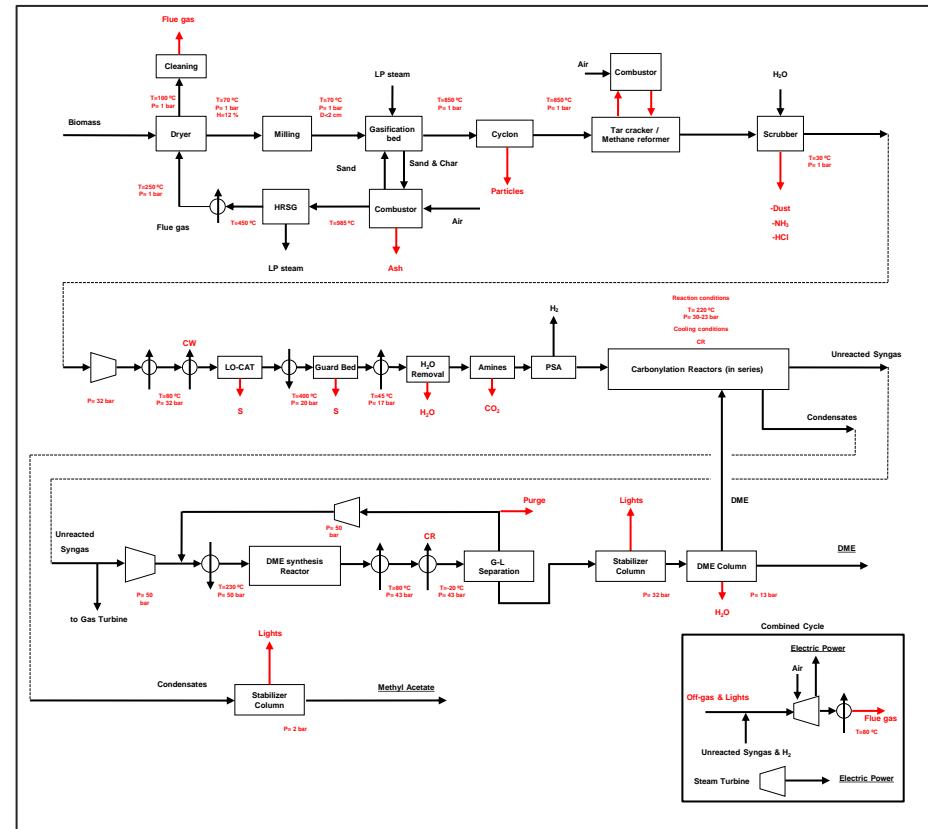 Flue gas
Cleaning
T=100 ºC
P= 1 bar
T=70 ºC
P= 1 bar
H=12 %
T=70 ºC
P= 1 bar
D<2 cm
LP steam
T=850 ºC
P= 1 bar
T=850 ºC
P= 1 bar
Air
Combustor
H2O
Biomass
Dryer
Milling
Gasification
bed
Cyclon
Tar cracker /
Methane reformer
Scrubber
T=30 ºC
P= 1 bar
Sand
Sand & Char
Particles
T=250 ºC
P= 1 bar
Flue gas
T=450 ºC
HRSG
T=985ºC
Combustor
Air
-Dust
-NH3
-HCl
LP steam
Ash
Reaction conditions
T= 220 ºC
P= 30-23 bar
Cooling conditions
CR
H2
CW
P= 32 bar
T=80 ºC
P= 32 bar
LO-CAT
S
T=400 ºC
P= 20 bar
Guard Bed
S
T=45 ºC
P= 17 bar
H2O
Removal
H2O
Amines
CO2
PSA
Carbonylation Reactors (in series)
Unreacted Syngas
Condensates
DME
Unreacted
Syngas
P= 50
bar
to Gas Turbine
P= 50
bar
T=230 ºC
P= 50 bar
DME synthesis
Reactor
T=80 ºC
P= 43 bar
CR
T=-20 ºC
P= 43 bar
G-L
Separation
Purge
Lights
Stabilizer
Column
P= 32 bar
DME Column
H2O
P= 13 bar
DME
Lights
Condensates
Stabilizer
Column
P= 2 bar
Methyl Acetate
Combined Cycle
Electric Power
Air
Off-gas & Lights
Flue gas
T=80 ºC
Unreacted Syngas & H2
Steam Turbine
Electric Power